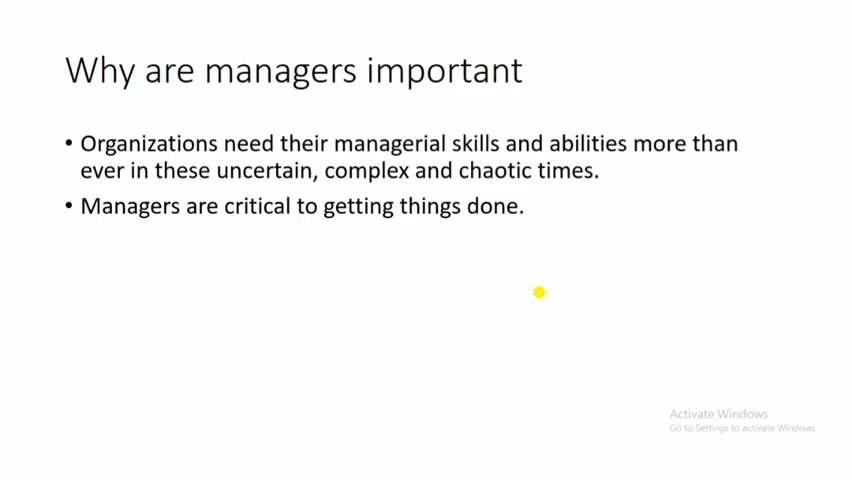 Why are managers important
• Organizations need their managerial skills and abilities more than
ever in these uncertain, complex and chaotic times.
• Managers are critical to getting things done.
Activate Windows
Go to Settings to activate Windows